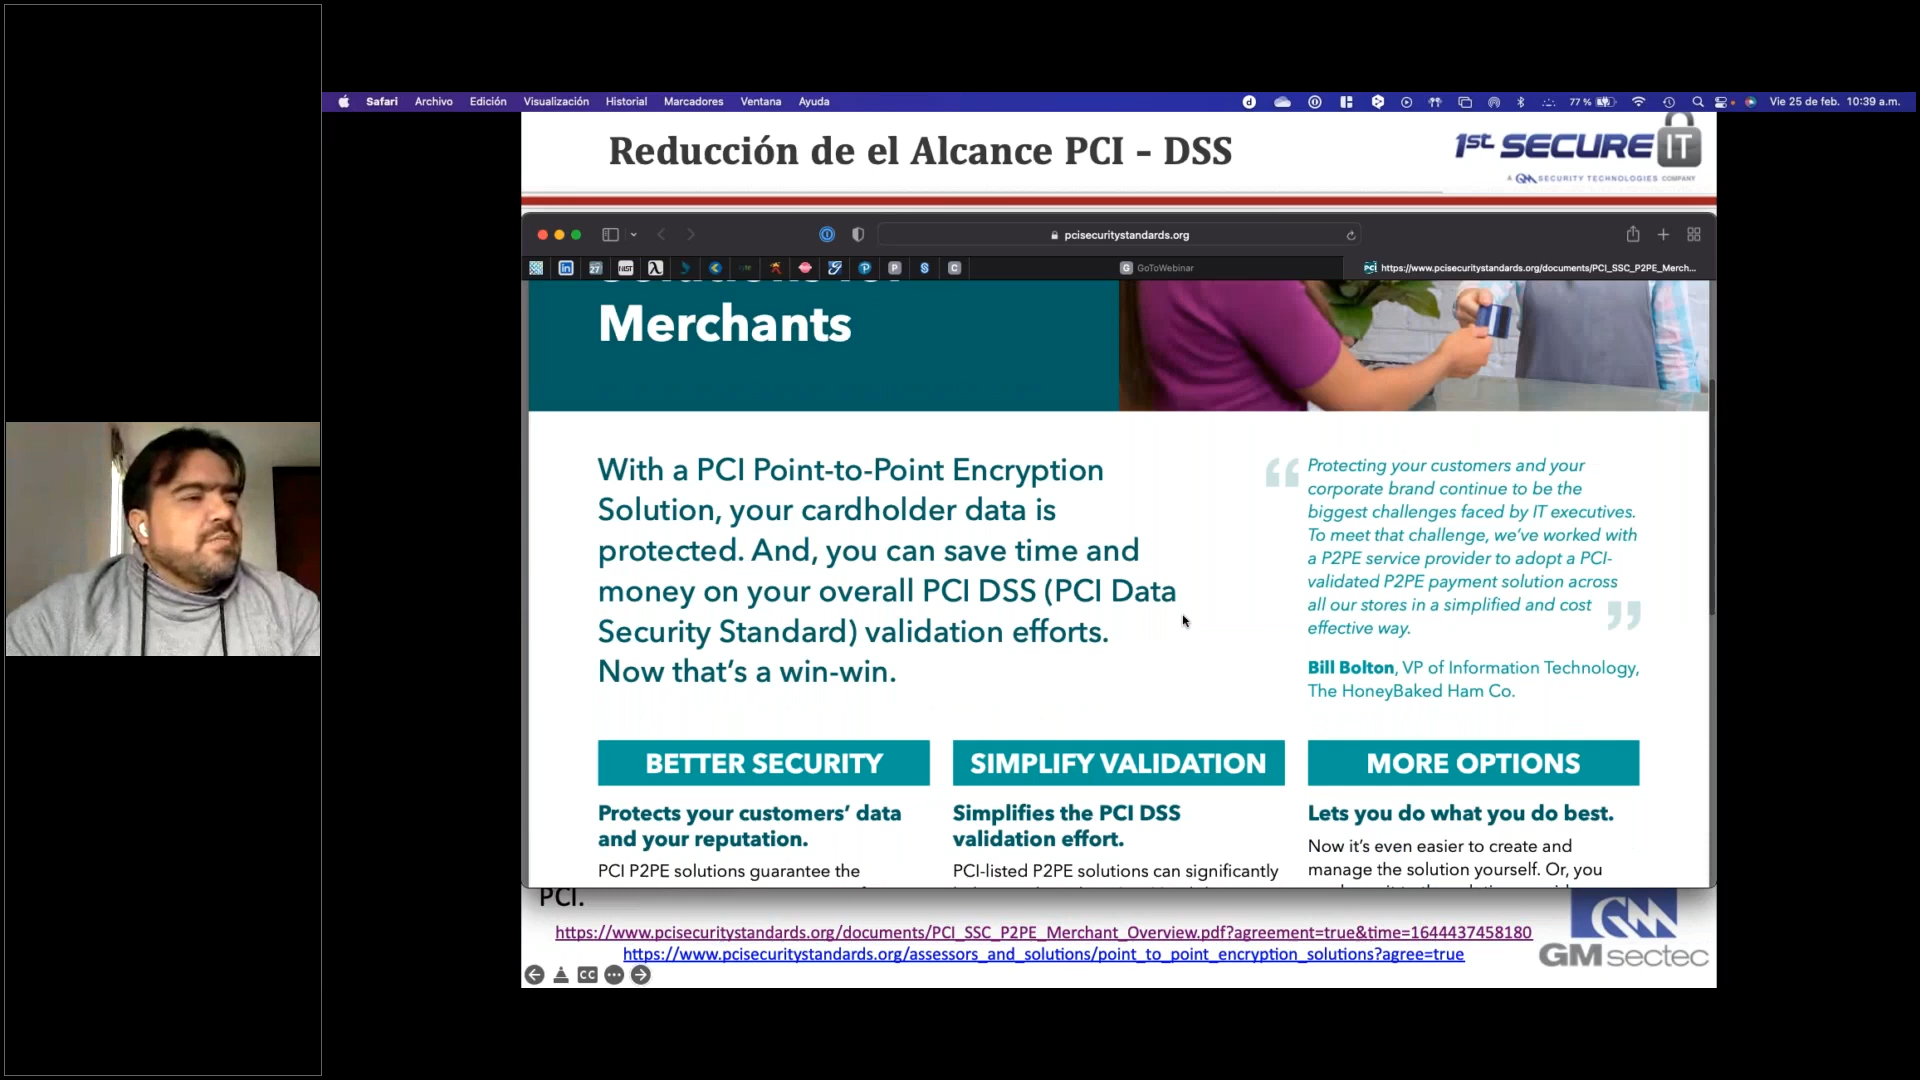 Safari Archivo Edición Visualización Historial Marcadores Ventana Ayuda
77 % Vie 25 de feb. 10:39 a.m.
Reducción de el Alcance PCI - DSS
1st SECURE IT
A GM SECURITY TECHNOLOGIES COMPANY
pcisecuritystandards.org
GoToWebinar
https://www.pcisecuritystandards.org/documents/PCI_SSC_P2PE_Merch...
Solutions for
Merchants
With a PCI Point-to-Point Encryption
Solution, your cardholder data is
protected. And, you can save time and
money on your overall PCI DSS (PCI Data
Security Standard) validation efforts.
Now that's a win-win.
“ Protecting your customers and your
corporate brand continue to be the
biggest challenges faced by IT executives.
To meet that challenge, we've worked with
a P2PE service provider to adopt a PCI-
validated P2PE payment solution across
all our stores in a simplified and cost
effective way. ”
Bill Bolton, VP of Information Technology,
The HoneyBaked Ham Co.
BETTER SECURITY
Protects your customers' data
and your reputation.
PCI P2PE solutions guarantee the
SIMPLIFY VALIDATION
Simplifies the PCI DSS
validation effort.
PCI-listed P2PE solutions can significantly
MORE OPTIONS
Lets you do what you do best.
Now it's even easier to create and
manage the solution yourself. Or, you
PCI.
https://www.pcisecuritystandards.org/documents/PCI_SSC_P2PE_Merchant_Overview.pdf?agreement=true&time=1644437458180
https://www.pcisecuritystandards.org/assessors_and_solutions/point_to_point_encryption_solutions?agree=true
GM
GM sectec
CC